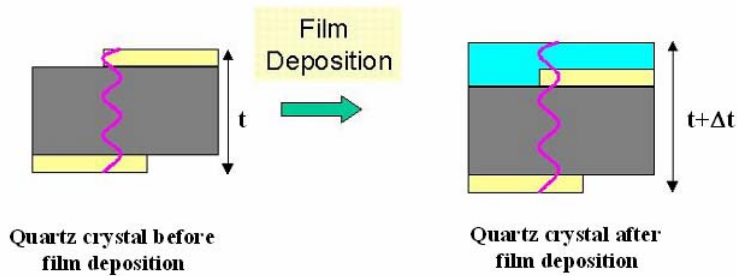 Film
Deposition
t
t+Δt
Quartz crystal before
film deposition
Quartz crystal after
film deposition